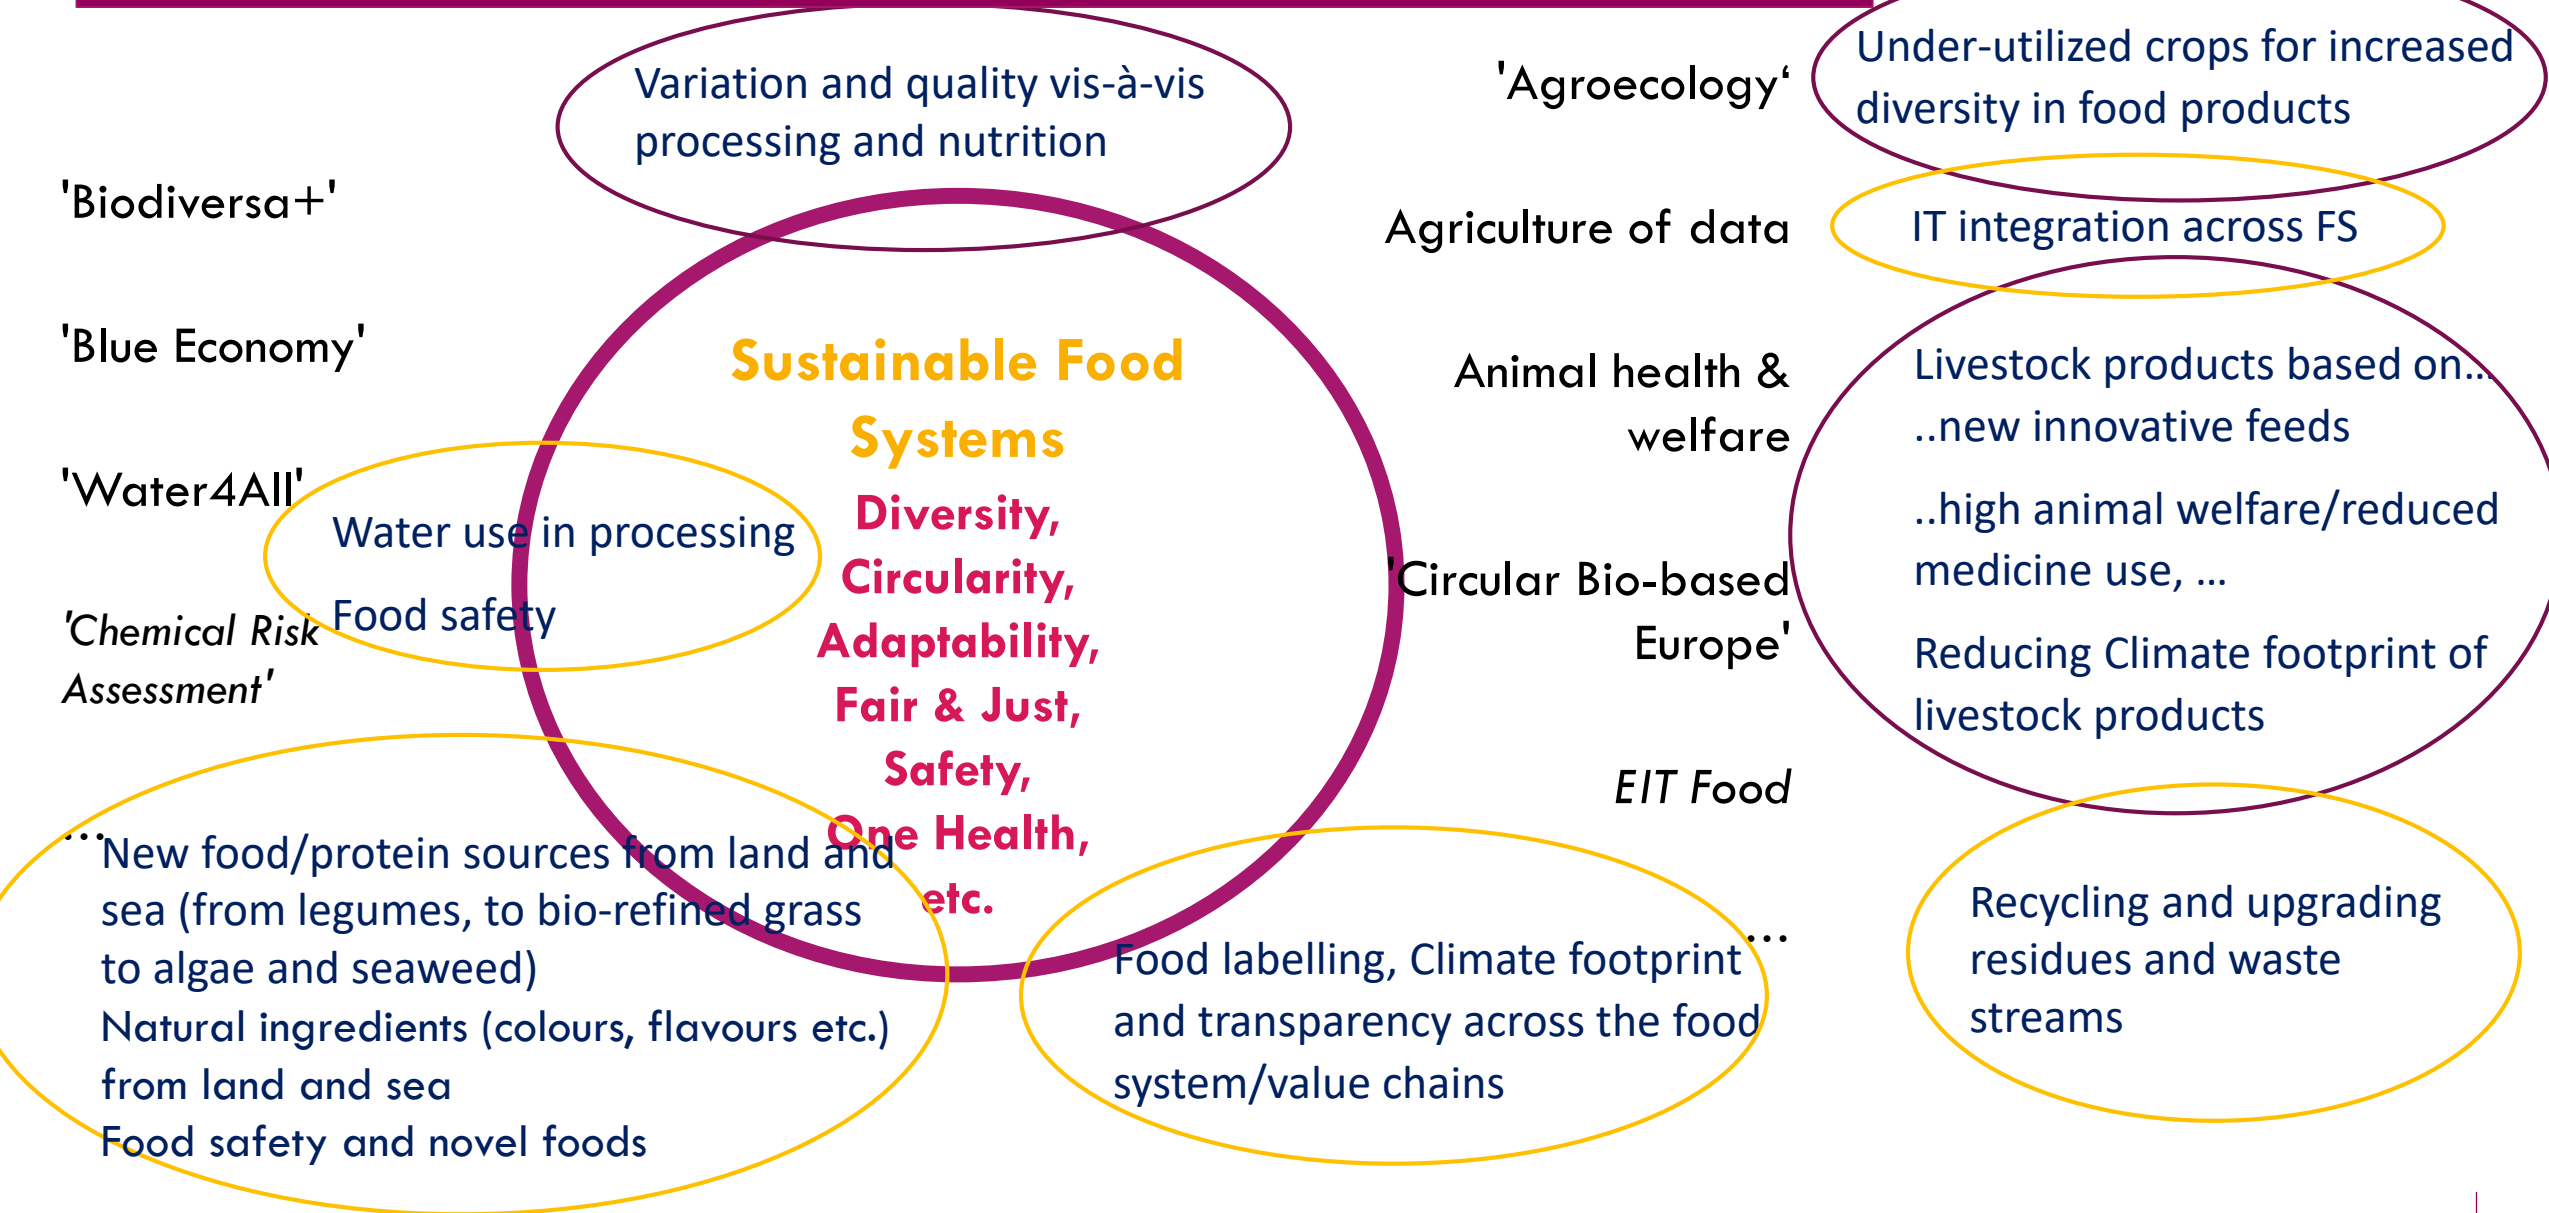 Variation and quality vis-à-vis
processing and nutrition
'Biodiversa+'
'Blue Economy'
'Water4All'
Water use in processing
Food safety
'Chemical Risk
Assessment'
...
New food/protein sources from land and
sea (from legumes, to bio-refined grass
to algae and seaweed)
Natural ingredients (colours, flavours etc.)
from land and sea
Food safety and novel foods
Sustainable Food
Systems
Diversity,
Circularity,
Adaptability,
Fair & Just,
Safety,
One Health,
etc.
'Agroecology‘
Agriculture of data
Animal health &
welfare
'Circular Bio-based
Europe'
EIT Food
...
Food labelling, Climate footprint
and transparency across the food
system/value chains
Under-utilized crops for increased
diversity in food products
IT integration across FS
Livestock products based on...
..new innovative feeds
..high animal welfare/reduced
medicine use, ...
Reducing Climate footprint of
livestock products
Recycling and upgrading
residues and waste
streams